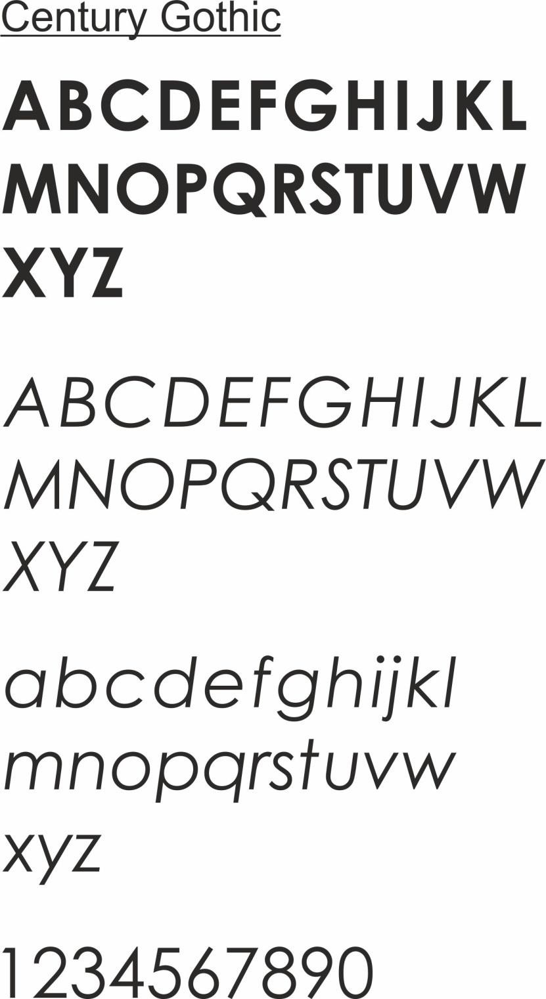 Century Gothic
ABCDEFGHIJKL
MNOPQRSTUVW
XYZ
ABCDEFGHIJKL
MNOPQRSTUVW
XYZ
abcdefghijkl
mnopqrstuvw
xyz
1234567890